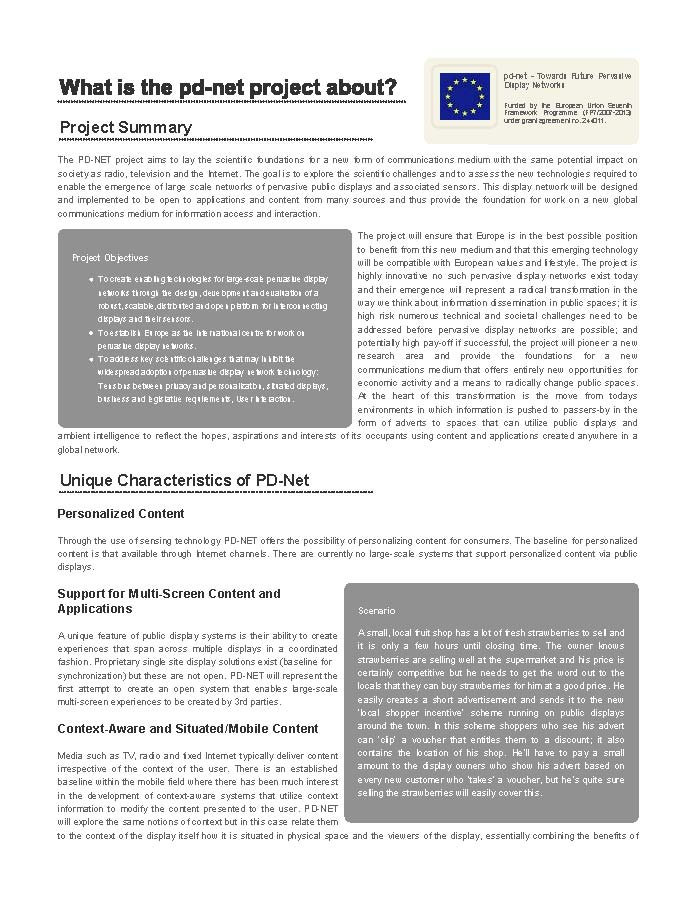 What is the pd-net project about?
pd-net – Towards Future Pervasive
Display Networks
Funded by the European Union Seventh
Framework Programme (FP7/2007-2013)
under grant agreement no. 244011.
Project Summary
The PD-NET project aims to lay the scientific foundations for a new form of communications medium with the same potential impact on
society as radio, television and the Internet. The goal is to explore the scientific challenges and to assess the new technologies required to
enable the emergence of large scale networks of pervasive public displays and associated sensors. This display network will be designed
and implemented to be open to applications and content from many sources and thus provide the foundation for work on a new global
communications medium for information access and interaction.
Project Objectives
● To create enabling technologies for large-scale pervasive display
networks through the design, development and evaluation of a
robust, scalable, distributed and open platform for interconnecting
displays and their sensors.
● To establish Europe as the international centre for work on
pervasive display networks.
● To address key scientific challenges that may inhibit the
widespread adoption of pervasive display network technology:
Tensions between privacy and personalization, situated displays,
business and legislative requirements, User Interaction.
The project will ensure that Europe is in the best possible position
to benefit from this new medium and that this emerging technology
will be compatible with European values and lifestyle. The project is
highly innovative no such pervasive display networks exist today
and their emergence will represent a radical transformation in the
way we think about information dissemination in public spaces; it is
high risk numerous technical and societal challenges need to be
addressed before pervasive display networks are possible; and
potentially high pay-off if successful, the project will pioneer a new
research area and provide the foundations for a new
communications medium that offers entirely new opportunities for
economic activity and a means to radically change public spaces.
At the heart of this transformation is the move from todays
environments in which information is pushed to passers-by in the
form of adverts to spaces that can utilize public displays and
ambient intelligence to reflect the hopes, aspirations and interests of its occupants using content and applications created anywhere in a
global network.
Unique Characteristics of PD-Net
Personalized Content
Through the use of sensing technology PD-NET offers the possibility of personalizing content for consumers. The baseline for personalized
content is that available through Internet channels. There are currently no large-scale systems that support personalized content via public
displays.
Support for Multi-Screen Content and
Applications
A unique feature of public display systems is their ability to create
experiences that span across multiple displays in a coordinated
fashion. Proprietary single site display solutions exist (baseline for
synchronization) but these are not open. PD-NET will represent the
first attempt to create an open system that enables large-scale
multi-screen experiences to be created by 3rd parties.
Context-Aware and Situated/Mobile Content
Media such as TV, radio and fixed Internet typically deliver content
irrespective of the context of the user. There is an established
baseline within the mobile field where there has been much interest
in the development of context-aware systems that utilize context
information to modify the content presented to the user. PD-NET
will explore the same notions of context but in this case relate them
to the context of the display itself how it is situated in physical space and the viewers of the display, essentially combining the benefits of
Scenario
A small, local fruit shop has a lot of fresh strawberries to sell and
it is only a few hours until closing time. The owner knows
strawberries are selling well at the supermarket and his price is
certainly competitive but he needs to get the word out to the
locals that they can buy strawberries for him at a good price. He
easily creates a short advertisement and sends it to the new
'local shopper incentive' scheme running on public displays
around the town. In this scheme shoppers who see his advert
can 'clip' a voucher that entitles them to a discount; it also
contains the location of his shop. He'll have to pay a small
amount to the display owners who show his advert based on
every new customer who 'takes' a voucher, but he's quite sure
selling the strawberries will easily cover this.